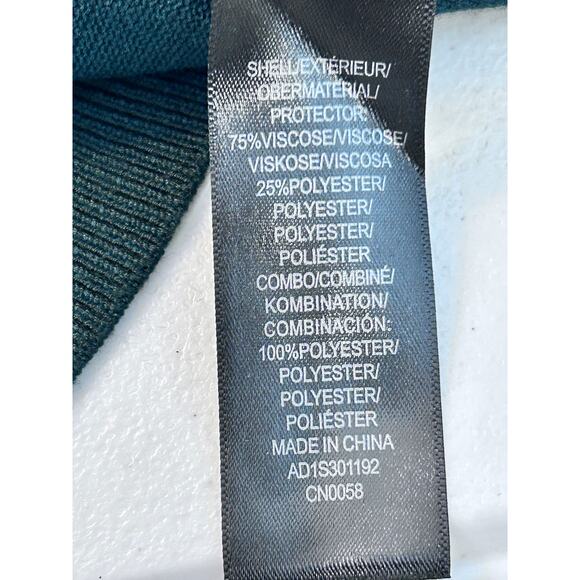 SHELL/EXTÉRIEUR/
OBERMATERIAL/
PROTECTOR:
75%VISCOSE/VISCOSE/
VISKOSE/VISCOSA
25%POLYESTER/
POLYESTER/
POLYESTER/
POLIÉSTER
COMBO/COMBINÉ/
KOMBINATION/
COMBINACIÓN:
100%POLYESTER/
POLYESTER/
POLYESTER/
POLIÉSTER
MADE IN CHINA
AD1S301192
CN0058